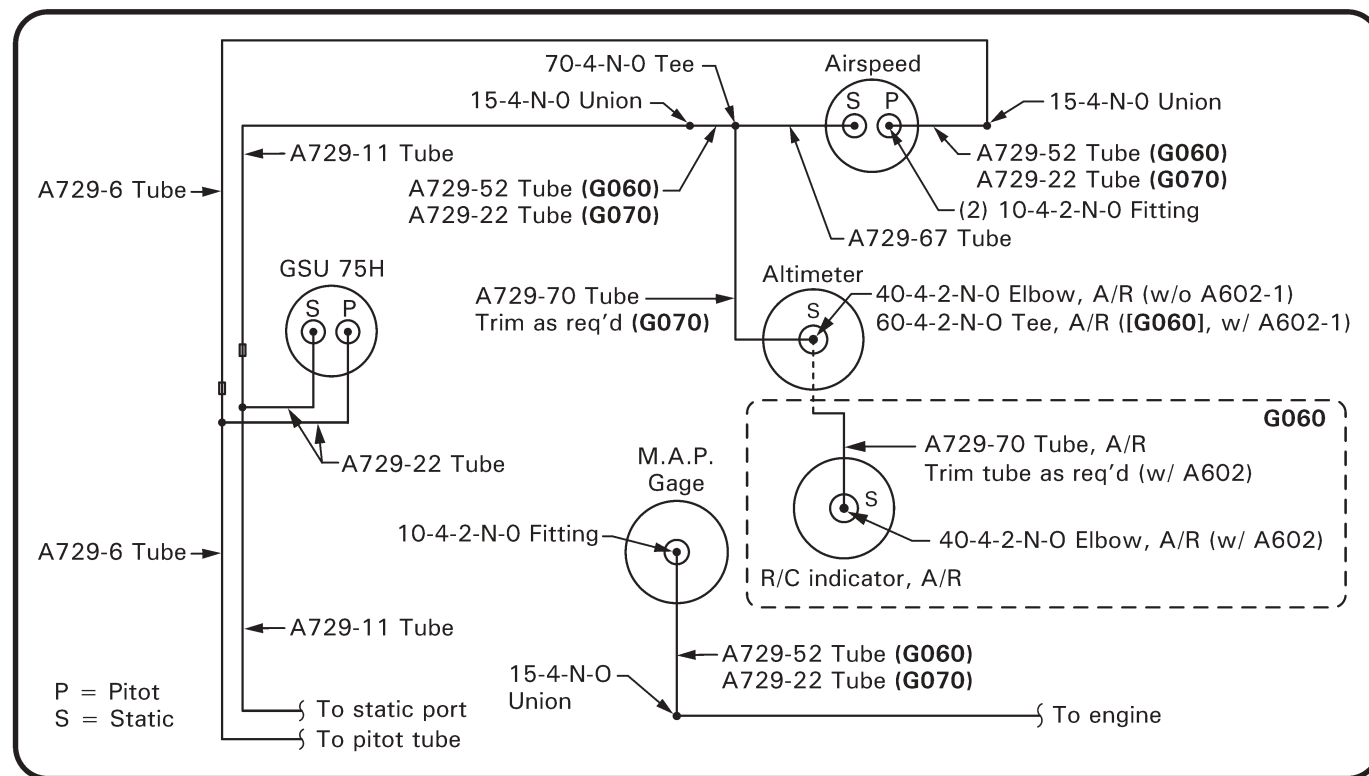 70-4-N-0 Tee
Airspeed
15-4-N-0 Union
S P
15-4-N-0 Union
A729-11 Tube
A729-52 Tube (G060)
A729-22 Tube (G070)
A729-6 Tube
A729-52 Tube (G060)
A729-22 Tube (G070)
(2) 10-4-2-N-0 Fitting
A729-67 Tube
GSU 75H
S P
Altimeter
S
A729-70 Tube
Trim as req'd (G070)
40-4-2-N-0 Elbow, A/R (w/o A602-1)
60-4-2-N-O Tee, A/R ([G060], w/ A602-1)
G060
A729-70 Tube, A/R
Trim tube as req'd (w/ A602)
A729-22 Tube
M.A.P.
Gage
S
10-4-2-N-0 Fitting
40-4-2-N-O Elbow, A/R (w/ A602)
A729-6 Tube
R/C indicator, A/R
A729-11 Tube
A729-52 Tube (G060)
A729-22 Tube (G070)
15-4-N-O
Union
P = Pitot
S = Static
To static port
To pitot tube
To engine